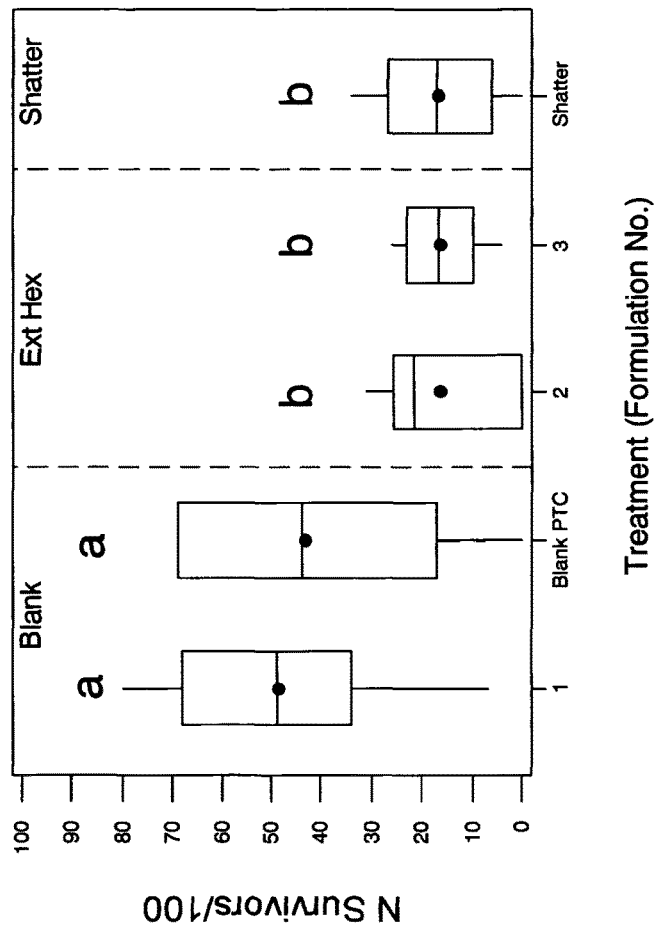 Blank
Ext Hex
Shatter
a
a
b
b
b
100
90
80
70
60
50
40
30
20
10
0
N Survivors/100
1
Blank PTC
2
3
Shatter
Treatment (Formulation No.)